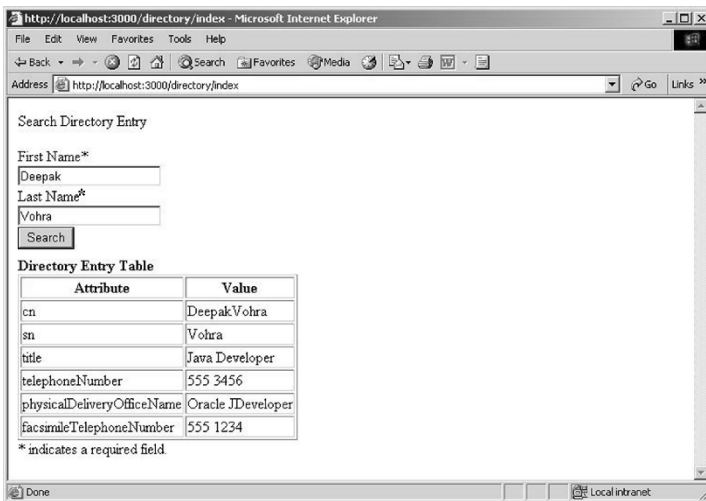 http://localhost:3000/directory/index - Microsoft Internet Explorer
File Edit View Favorites Tools Help
Back Search Favorites Media
Address http://localhost:3000/directory/index Go Links »
Search Directory Entry
First Name*
Deepak
Last Name*
Vohra
Search
Directory Entry Table
Attribute Value
cn DeepakVohra
sn Vohra
title Java Developer
telephoneNumber 555 3456
physicalDeliveryOfficeName Oracle JDeveloper
facsimileTelephoneNumber 555 1234
* indicates a required field.
Done Local intranet